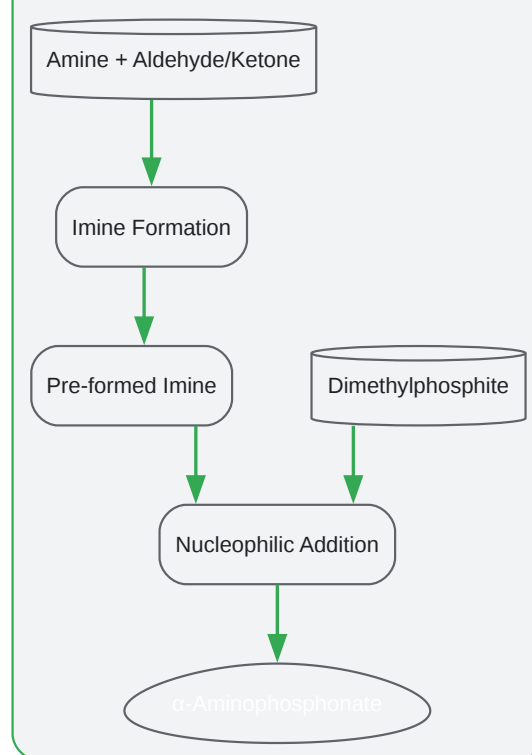 Amine + Aldehyde/Ketone
Imine Formation
Pre-formed Imine
Dimethylphosphite
Nucleophilic Addition
α-Aminophosphonate